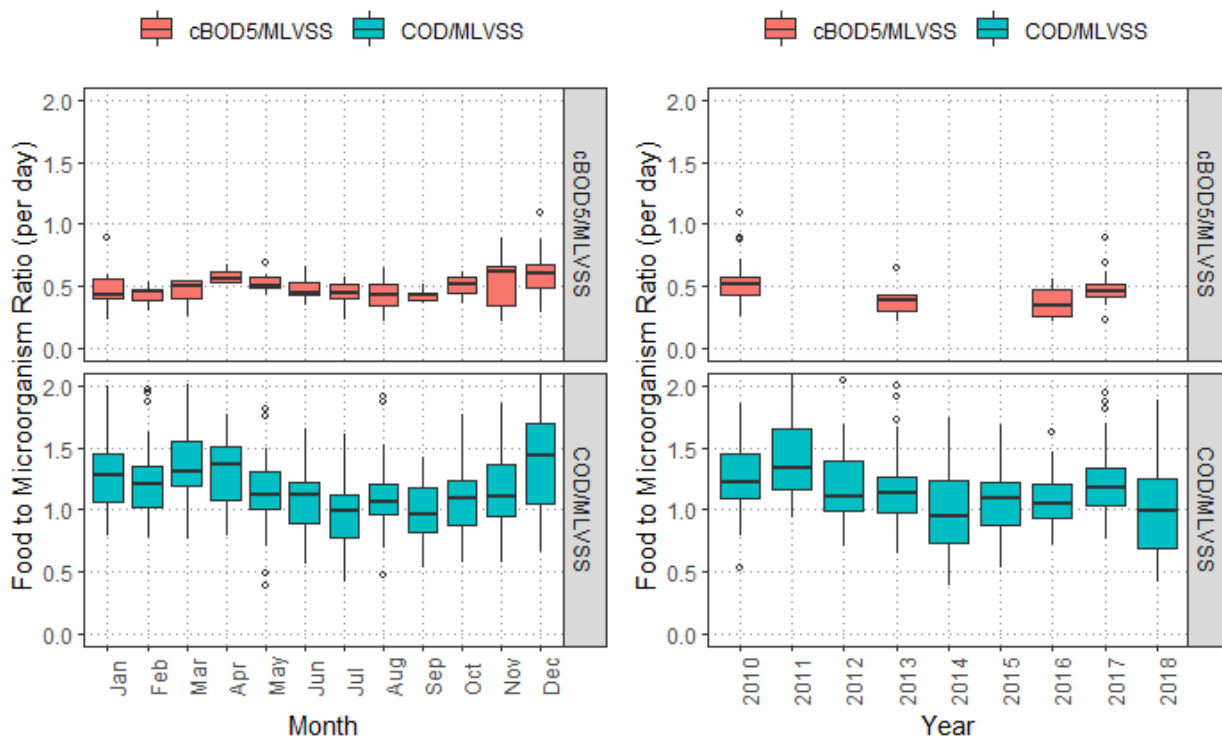 cBOD5/MLVSS COD/MLVSS
Food to Microorganism Ratio (per day)
2.0
1.5
1.0
0.5
0.0
cBOD5/MLVSS
2.0
1.5
1.0
0.5
0.0
COD/MLVSS
Jan
Feb
Mar
Apr
May
Jun
Jul
Aug
Sep
Oct
Nov
Dec
Month
cBOD5/MLVSS COD/MLVSS
Food to Microorganism Ratio (per day)
2.0
1.5
1.0
0.5
0.0
cBOD5/MLVSS
2.0
1.5
1.0
0.5
0.0
COD/MLVSS
2010
2011
2012
2013
2014
2015
2016
2017
2018
Year